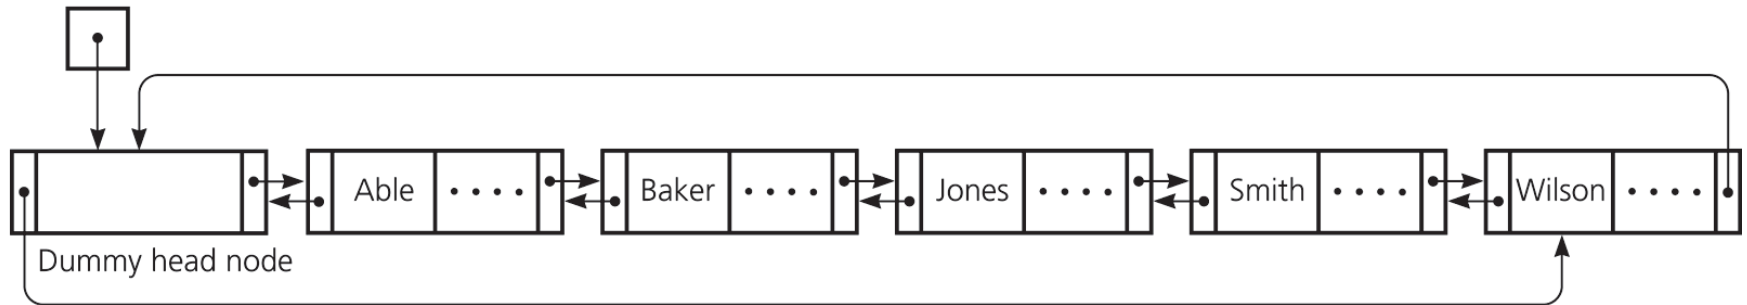 Able • • • • Baker • • • • Jones • • • • Smith • • • • Wilson • • • •
Dummy head node